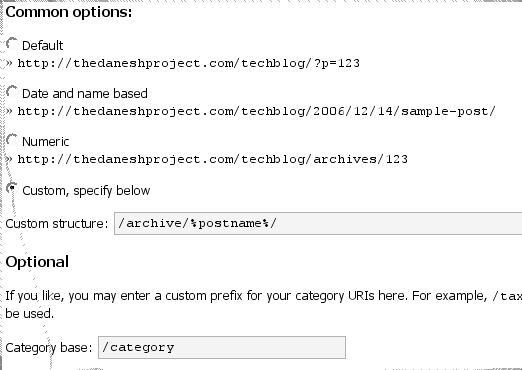 Common options:
Default
» http://thedaneshproject.com/techblog/?p=123
Date and name based
» http://thedaneshproject.com/techblog/2006/12/14/sample-post/
Numeric
» http://thedaneshproject.com/techblog/archives/123
Custom, specify below
Custom structure: /archive/%postname%/
Optional
If you like, you may enter a custom prefix for your category URIs here. For example, /tax
be used.
Category base: /category